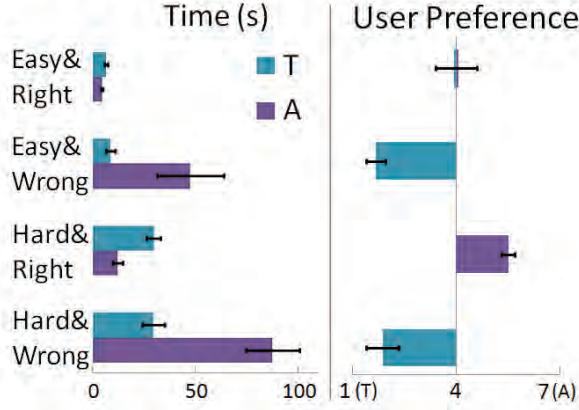 Time (s)
User Preference
Easy&
Right
T
A
Easy&
Wrong
Hard&
Right
Hard&
Wrong
0 50 100
1 (T) 4 7 (A)